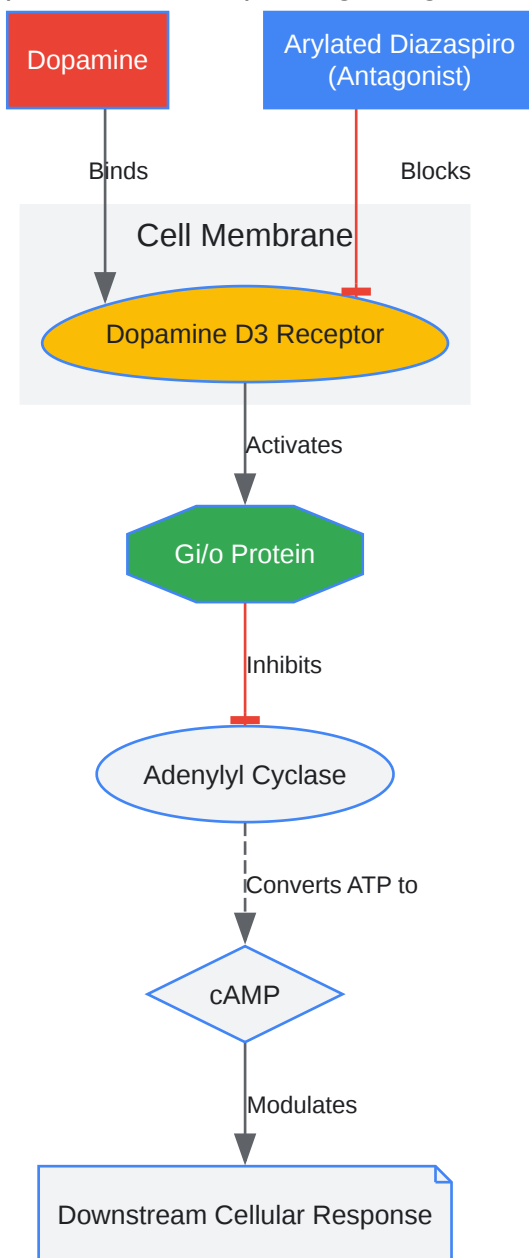 Dopamine
Arylated Diazaspiro
(Antagonist)
Binds
Blocks
Cell Membrane
Dopamine D3 Receptor
Activates
Gi/o Protein
Inhibits
Adenylyl Cyclase
Converts ATP to
cAMP
Modulates
Downstream Cellular Response